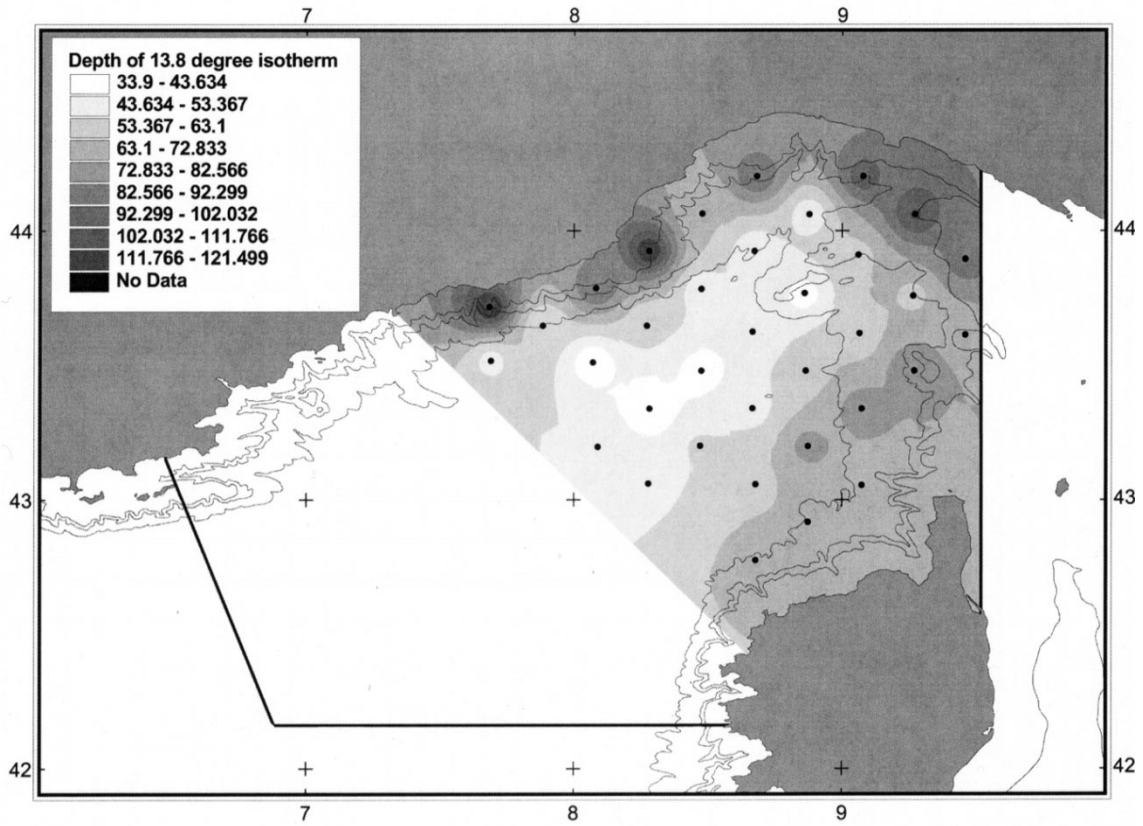 7 8 9
Depth of 13.8 degree isotherm
33.9 - 43.634
43.634 - 53.367
53.367 - 63.1
63.1 - 72.833
72.833 - 82.566
82.566 - 92.299
92.299 - 102.032
102.032 - 111.766
111.766 - 121.499
No Data
44 44
43 43
42 42
7 8 9